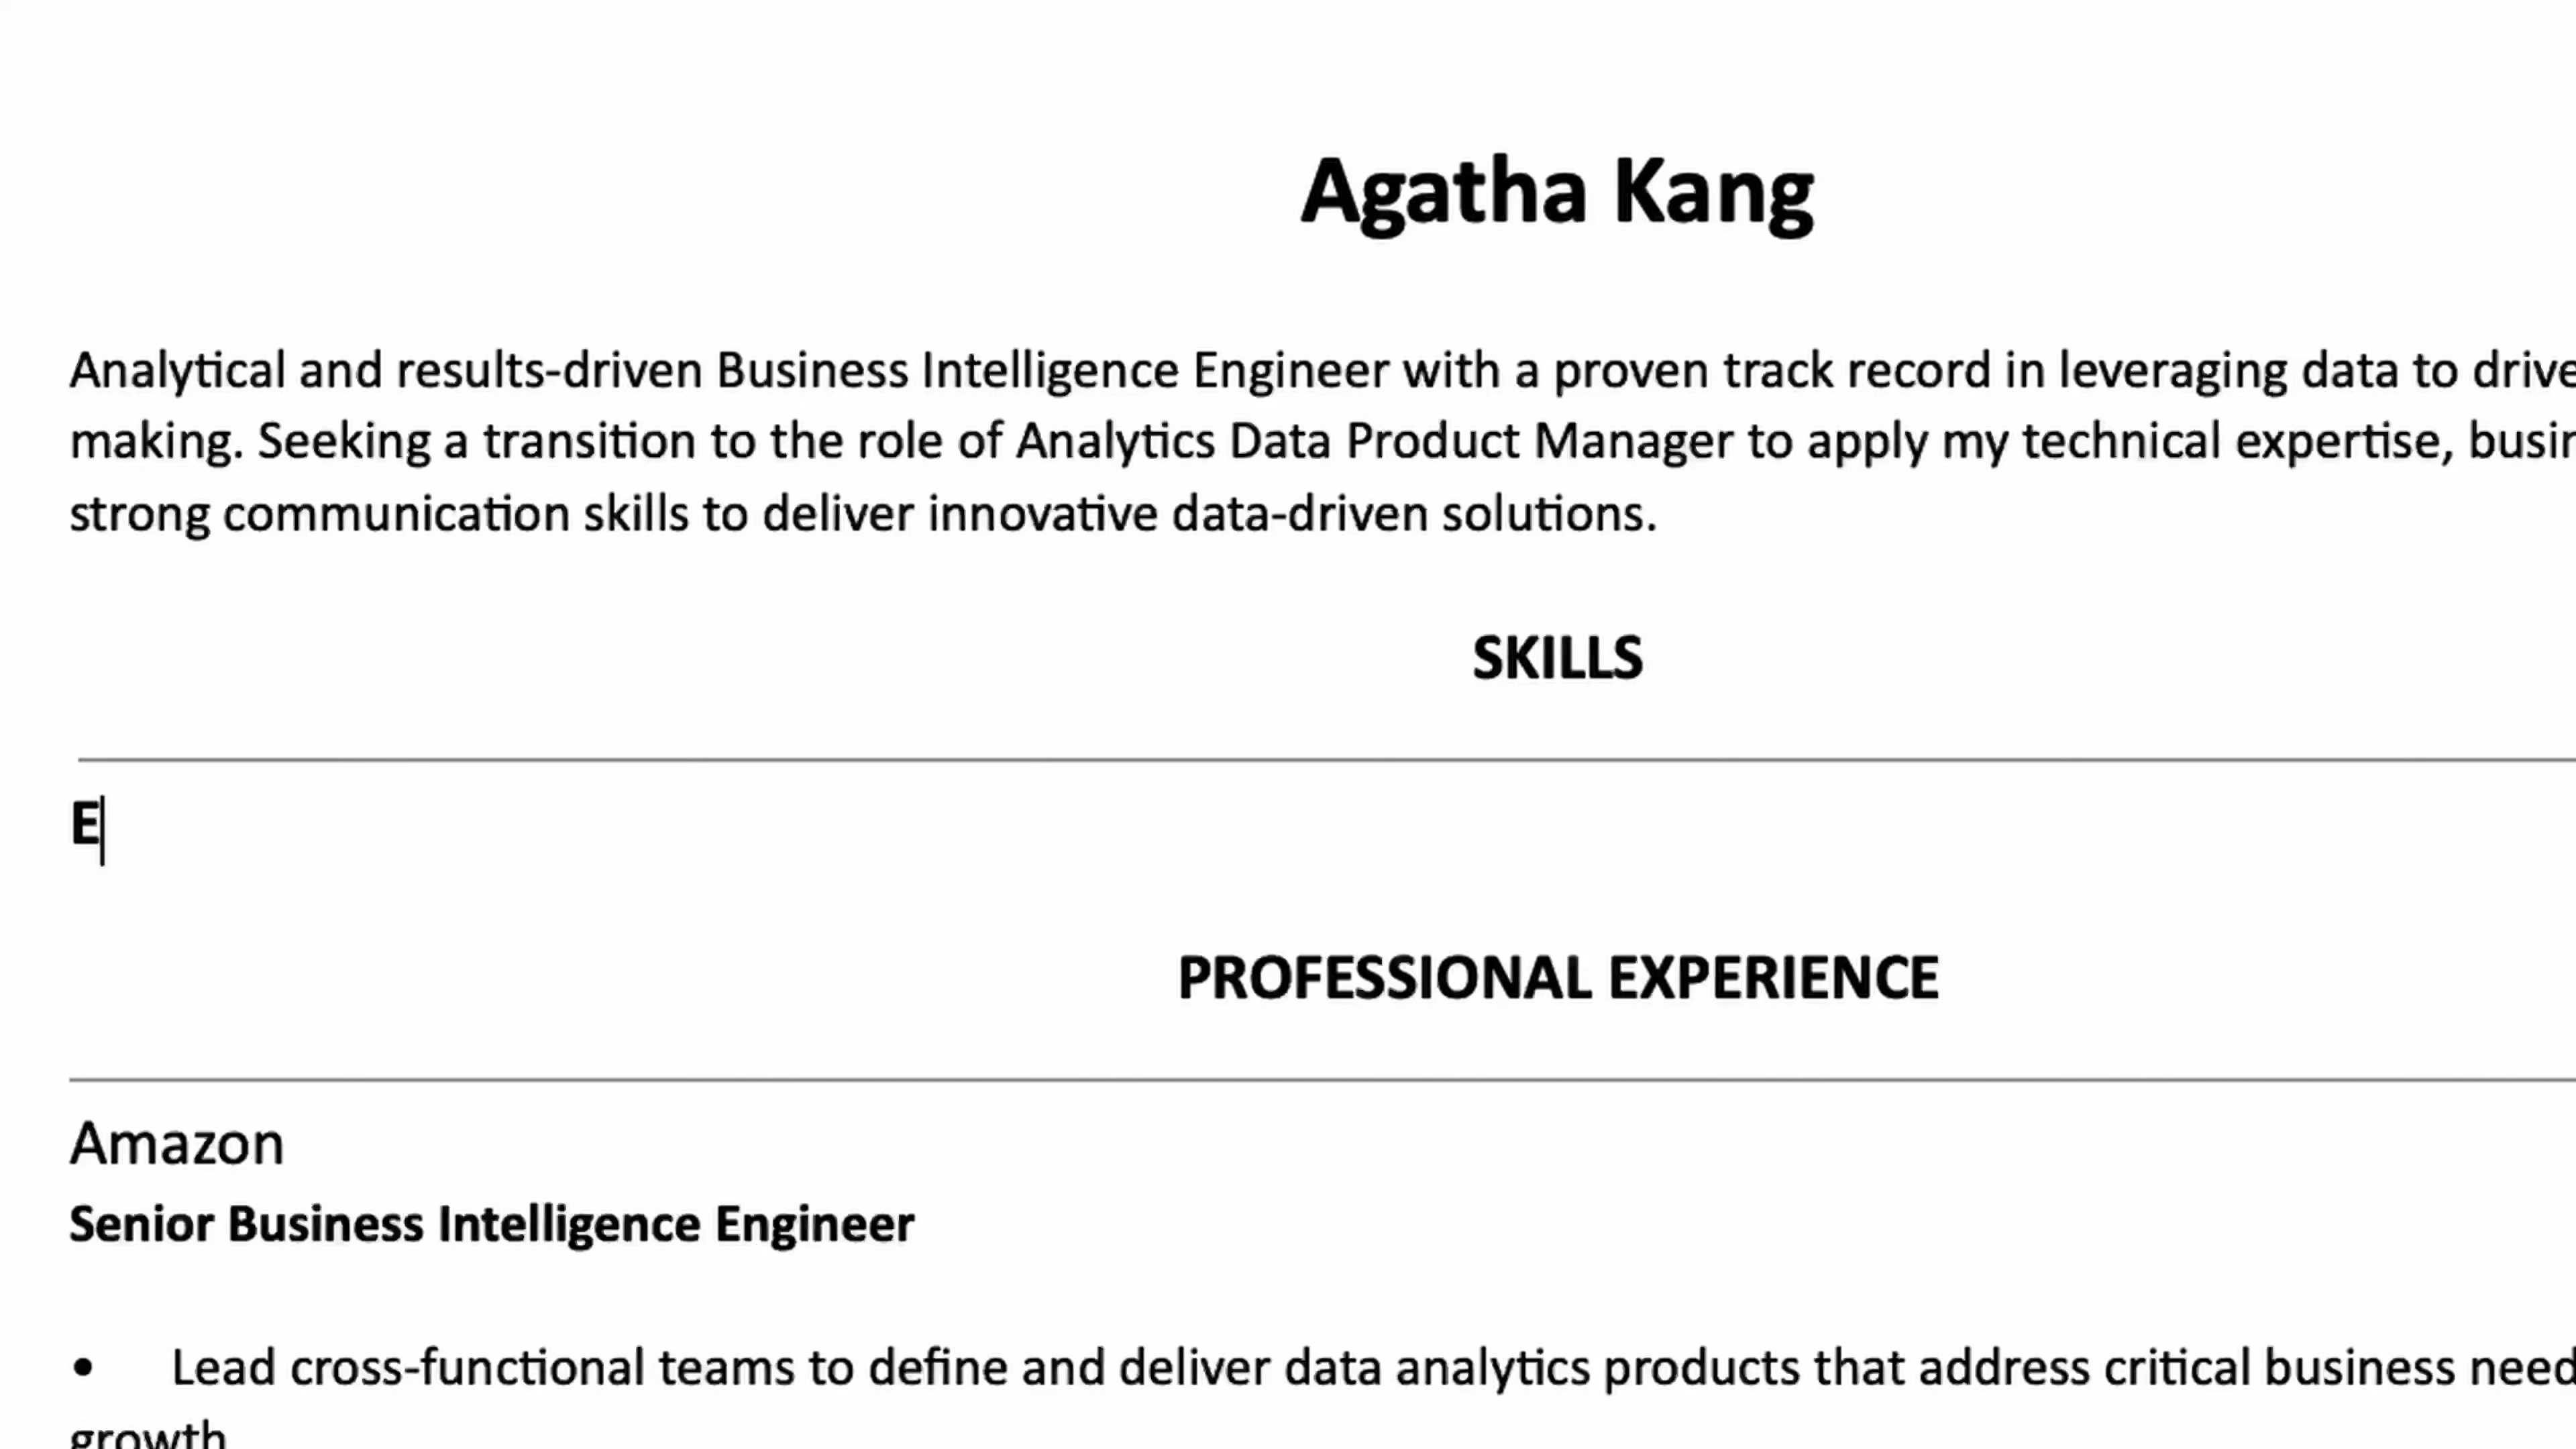 Agatha Kang
Analytical and results-driven Business Intelligence Engineer with a proven track record in leveraging data to drive
making. Seeking a transition to the role of Analytics Data Product Manager to apply my technical expertise,
strong communication skills to deliver innovative data-driven solutions.
SKILLS
E
PROFESSIONAL EXPERIENCE
Amazon
Senior Business Intelligence Engineer
• Lead cross-functional teams to define and deliver data analytics products that address critical business
growth